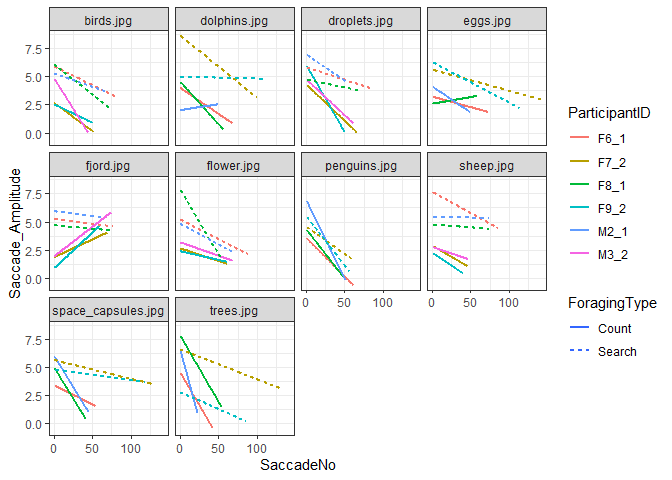 birds.jpg dolphins.jpg droplets.jpg eggs.jpg
7.5
5.0
2.5
0.0
fjord.jpg flower.jpg penguins.jpg sheep.jpg
7.5
5.0
2.5
0.0
0 50 100 0 50 100
space_capsules.jpg trees.jpg
7.5
5.0
2.5
0.0
0 50 100 0 50 100
SaccadeNo
Saccade_Amplitude
ParticipantID
F6_1
F7_2
F8_1
F9_2
M2_1
M3_2
ForagingType
Count
Search